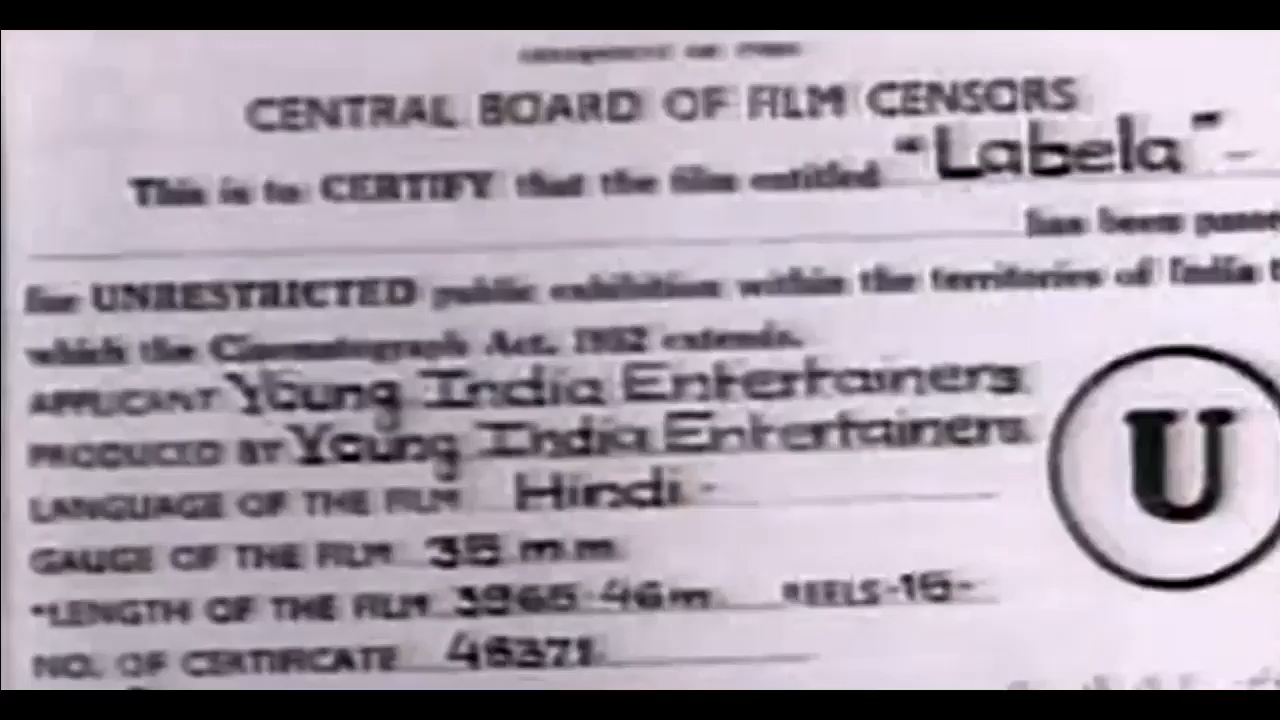 CENTRAL BOARD OF FILM CENSORS
This is to CERTIFY that the film entitled "Labela" -
has been passe
for UNRESTRICTED public exhibition within the territories of India
which the Cinematograph Act, 1952 extends.
APPLICANT Young India Entertainers
PRODUCED BY Young India Entertainers
LANGUAGE OF THE FILM Hindi -
U
GAUGE OF THE FILM 35 m.m.
*LENGTH OF THE FILM 3965.46m REELS-15-
NO. OF CERTIFICATE 46371